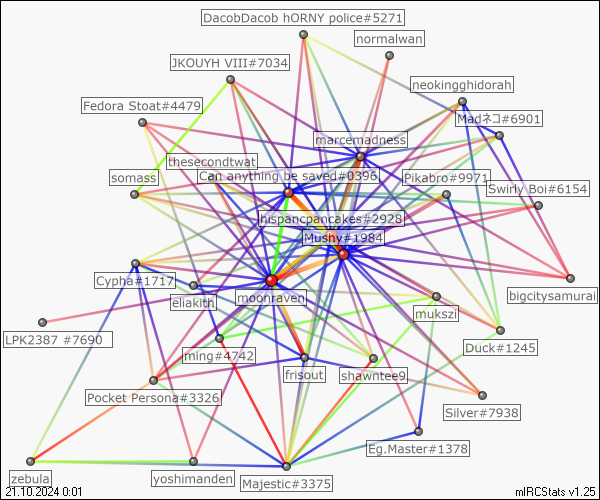 DacobDacob hORNY police#5271
normalwan
JKOUYH VIII#7034
neokingghidorah
Fedora Stoat#4479
Madネコ#6901
marcemadness
thesecondtwat
Can anything be saved#0396
Pikabro#9971
somass
Swirly Boi#6154
hispancpancakes#2928
Mushy#1984
Cypha#1717
eliakith
moonraven
bigcitysamurai
mukszi
LPK2387 #7690
ming#4742
Duck#1245
frisout
shawntee9
Pocket Persona#3326
Silver#7938
Eg.Master#1378
zebula
yoshimanden
Majestic#3375
21.10.2024 0:01
mIRCStats v1.25